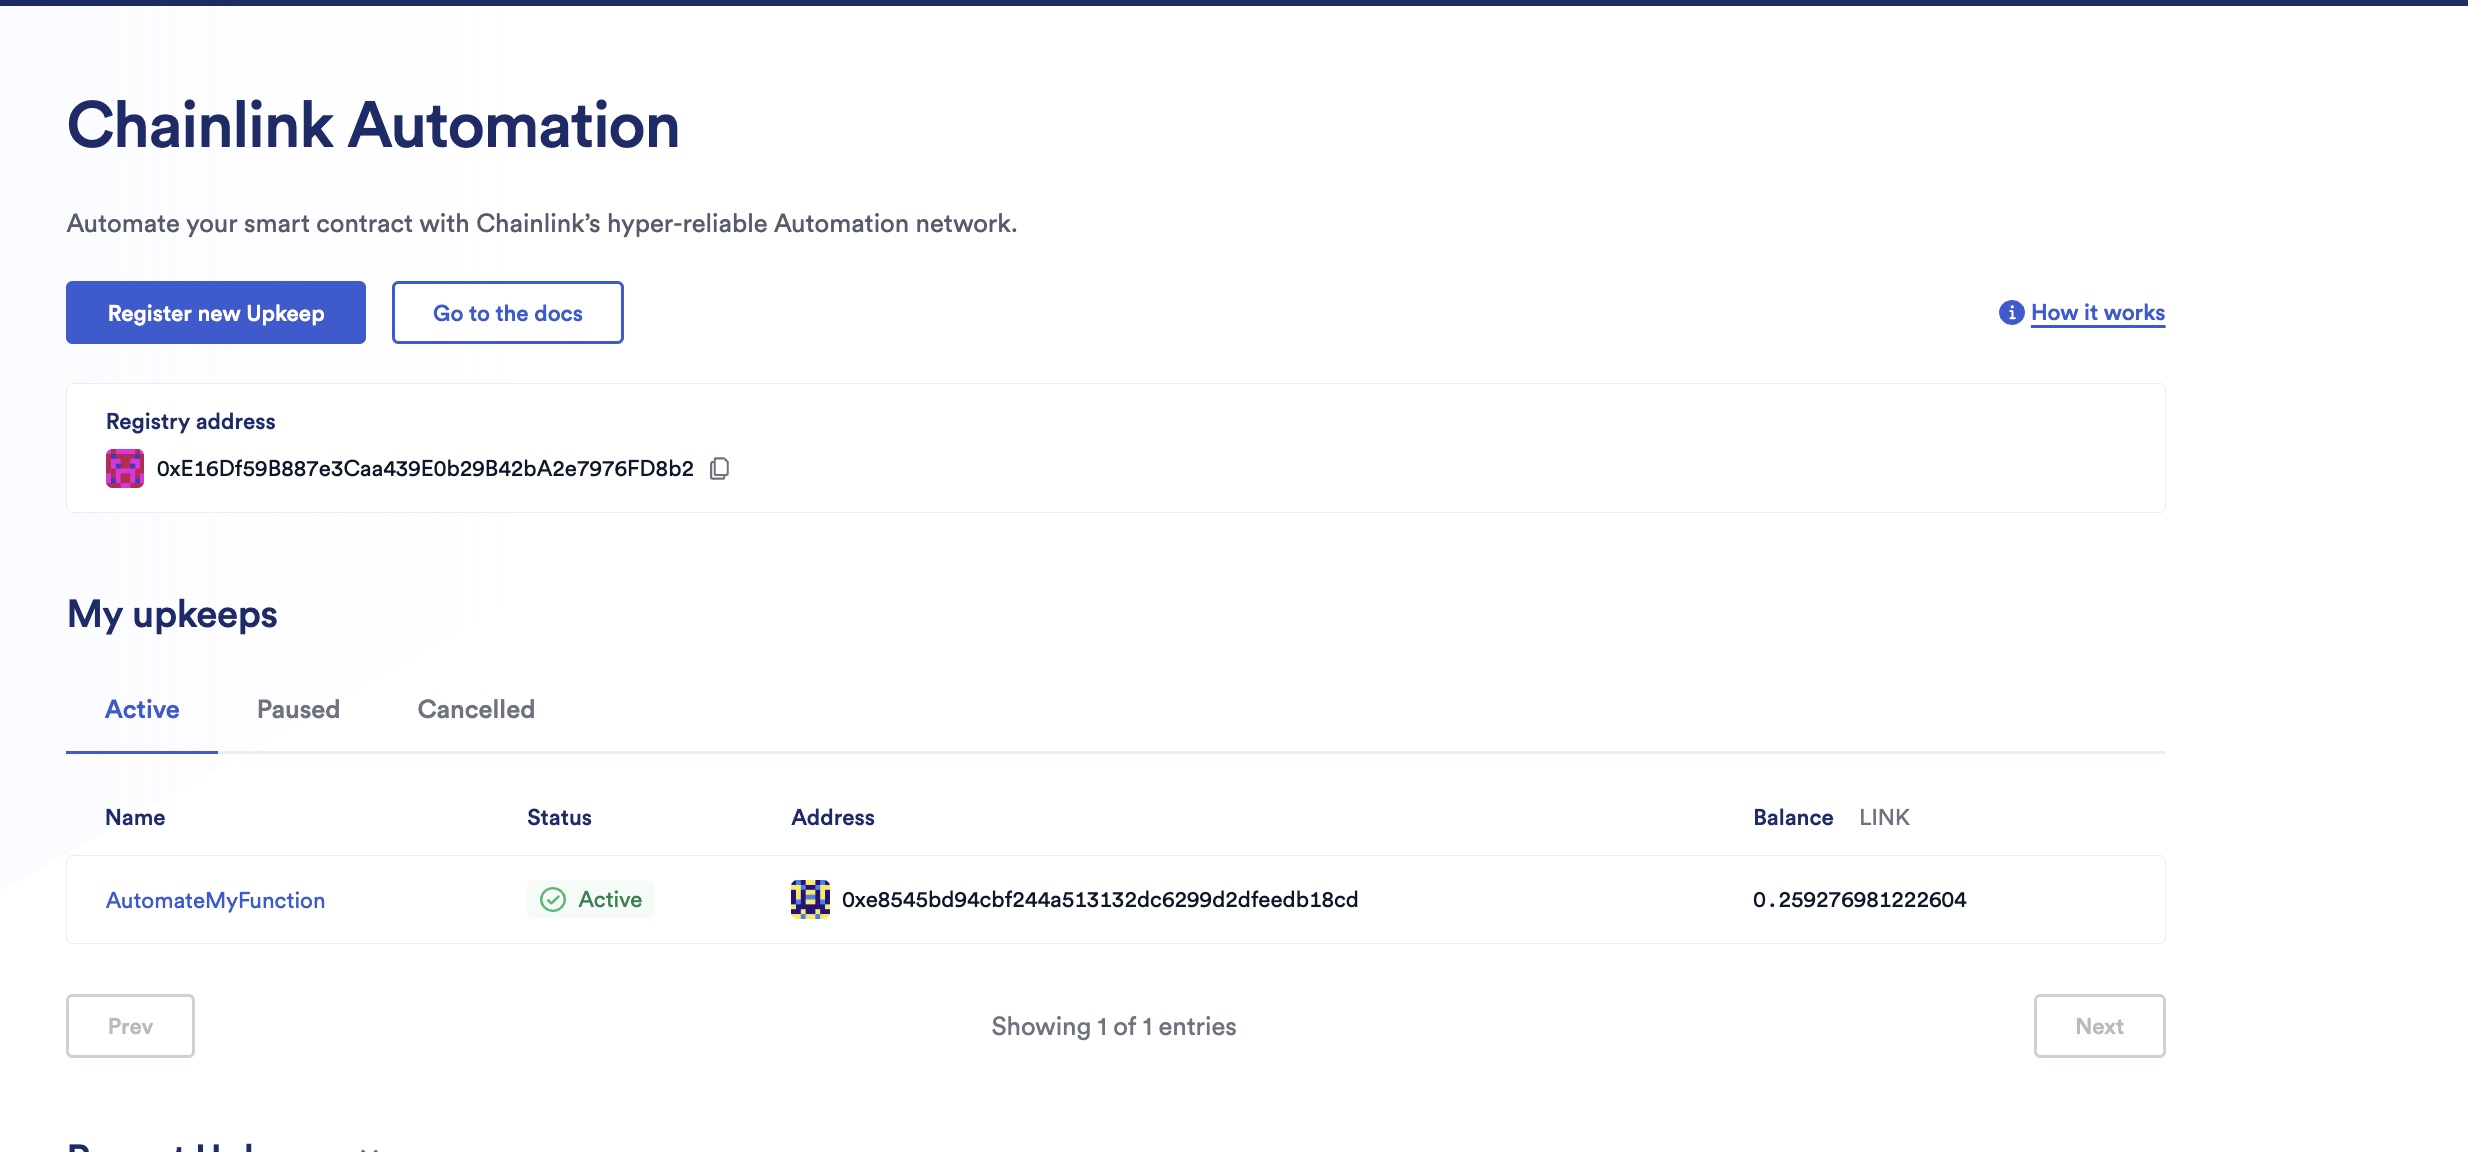 Chainlink Automation
Automate your smart contract with Chainlink’s hyper-reliable Automation network.
Register new Upkeep
Go to the docs
How it works
Registry address
0xE16Df59B887e3Caa439E0b29B42bA2e7976FD8b2
My upkeeps
Active Paused Cancelled
Name Status Address Balance LINK
AutomateMyFunction Active 0xe8545bd94cbf244a513132dc6299d2dfeedb18cd 0.259276981222604
Prev Showing 1 of 1 entries Next